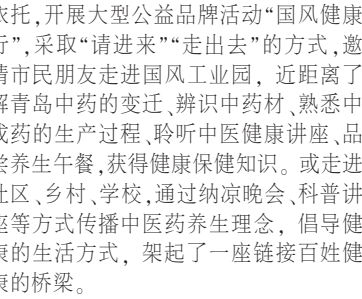 依托,开展大型公益品牌活动“国风健康
行”,采取“请进来”“走出去”的方式,邀
请市民朋友走进国风工业园,近距离了
解青岛中药的变迁、辨识中药材、熟悉中
成药的生产过程、聆听中医健康讲座、品
尝养生午餐,获得健康保健知识。或走进
社区、乡村、学校,通过纳凉晚会、科普讲
座等方式传播中医药养生理念,倡导健
康的生活方式,架起了一座链接百姓健
康的桥梁。